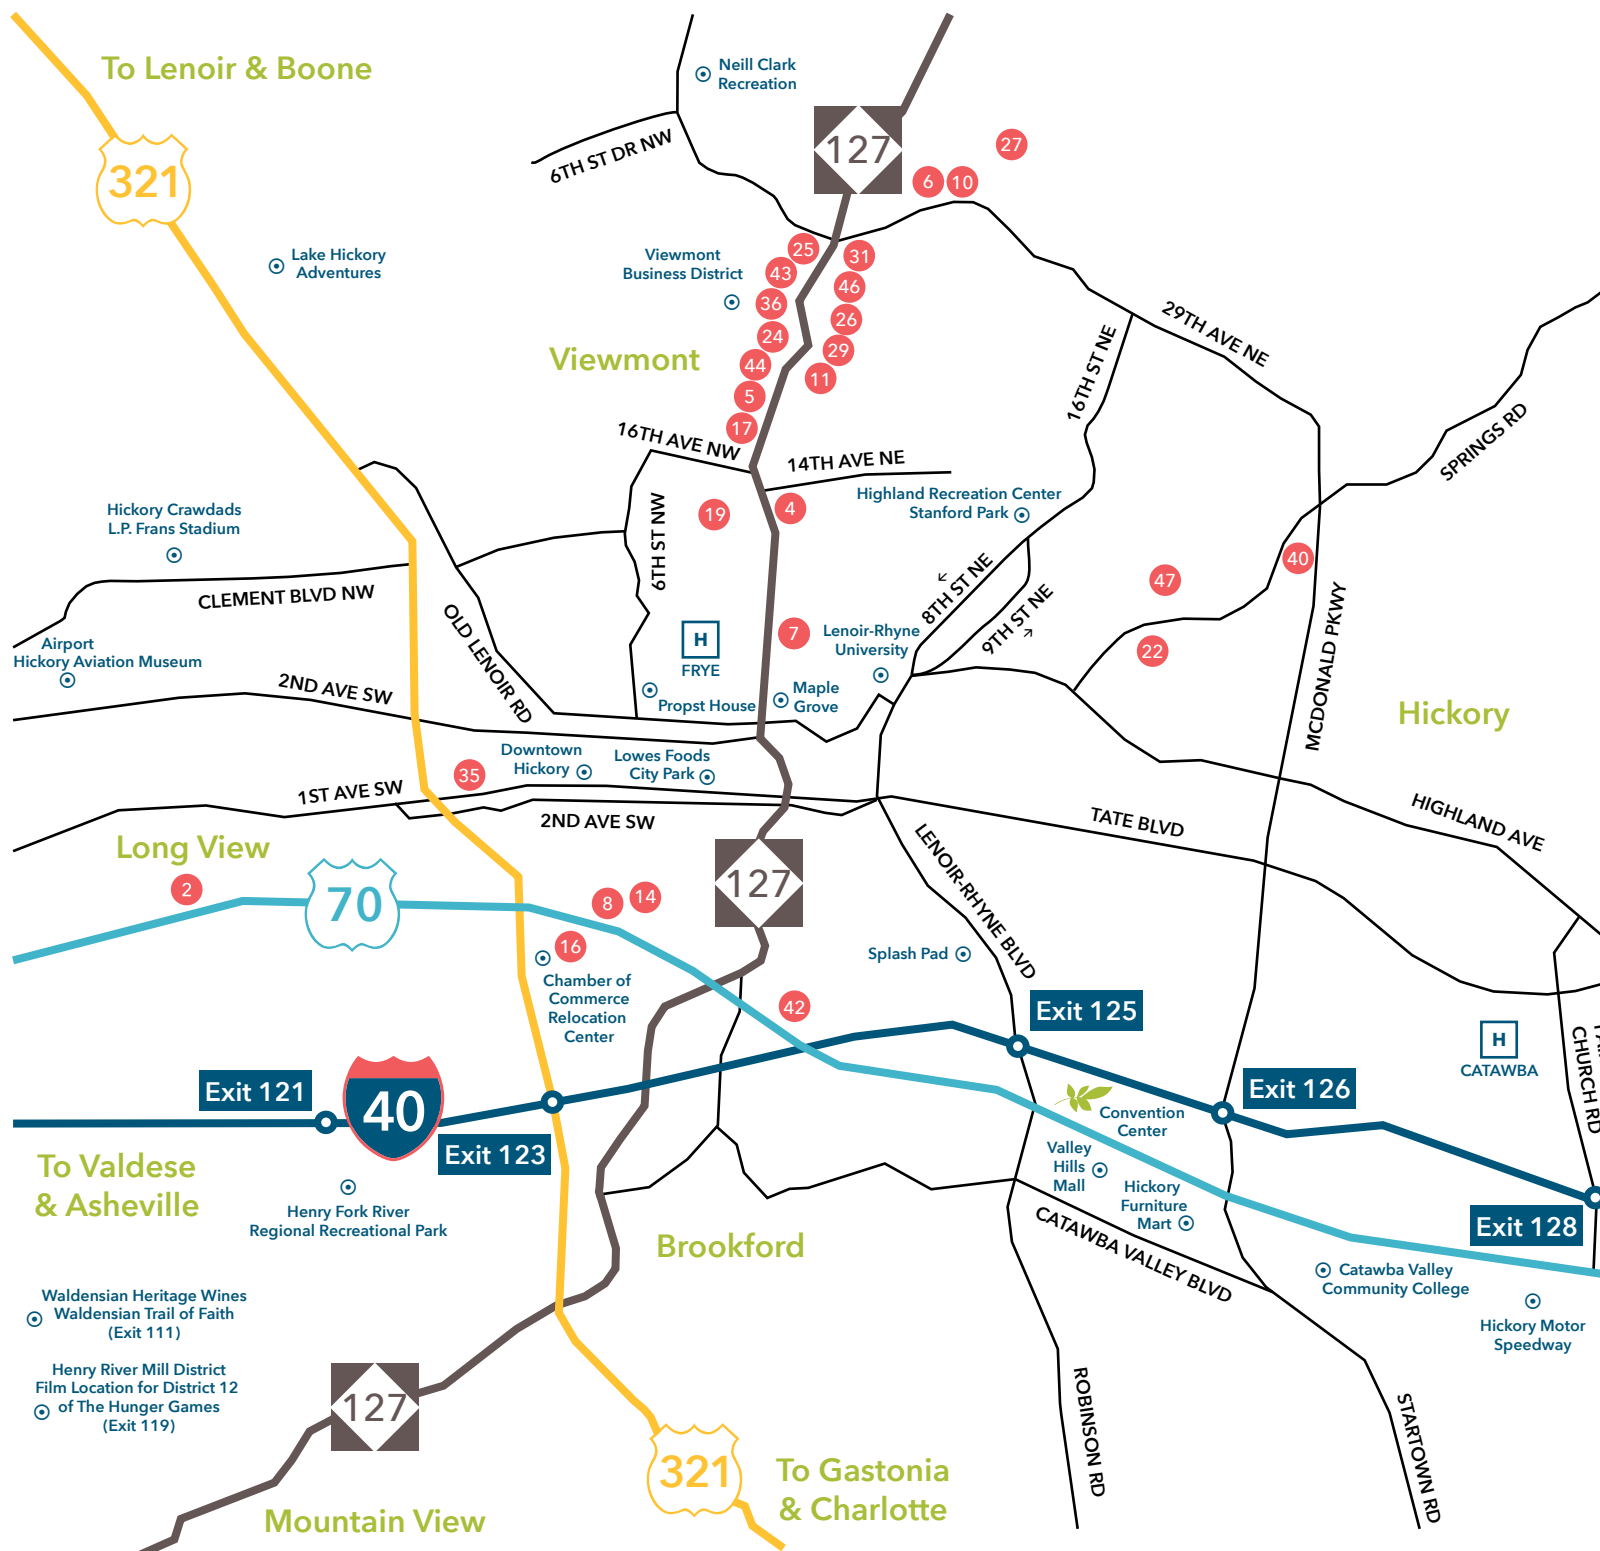 To Lenoir & Boone
Neill Clark
Recreation
127
27
6TH ST DR NW
6
10
321
Lake Hickory
Adventures
Viewmont
Business District
25
31
43
46
36
26
24
29
44
11
5
17
Viewmont
29TH AVE NE
16TH ST NE
SPRINGS RD
16TH AVE NW
14TH AVE NE
Highland Recreation Center
Stanford Park
Hickory Crawdads
L.P. Frans Stadium
19
4
6TH ST NW
40
47
8TH ST NE
9TH ST NE
CLEMENT BLVD NW
OLD LENOIR RD
Airport
Hickory Aviation Museum
H
FRYE
7
Lenoir-Rhyne
University
22
MCDONALD PKWY
2ND AVE SW
Propst House
Maple
Grove
Hickory
Downtown
Hickory
Lowes Foods
City Park
35
1ST AVE SW
2ND AVE SW
TATE BLVD
HIGHLAND AVE
Long View
LENOIR-RHYNE BLVD
2
70
8
14
127
16
Chamber of
Commerce
Relocation
Center
Splash Pad
42
Exit 125
H
CATAWBA
CHURCH RD
Exit 121
40
Exit 123
Exit 126
Convention
Center
To Valdese
& Asheville
Valley
Hills
Mall
Hickory
Furniture
Mart
Henry Fork River
Regional Recreational Park
Exit 128
Brookford
CATAWBA VALLEY BLVD
Catawba Valley
Community College
Waldensian Heritage Wines
Waldensian Trail of Faith
(Exit 111)
Hickory Motor
Speedway
Henry River Mill District
Film Location for District 12
of The Hunger Games
(Exit 119)
127
ROBINSON RD
STARTOWN RD
321
To Gastonia
& Charlotte
Mountain View